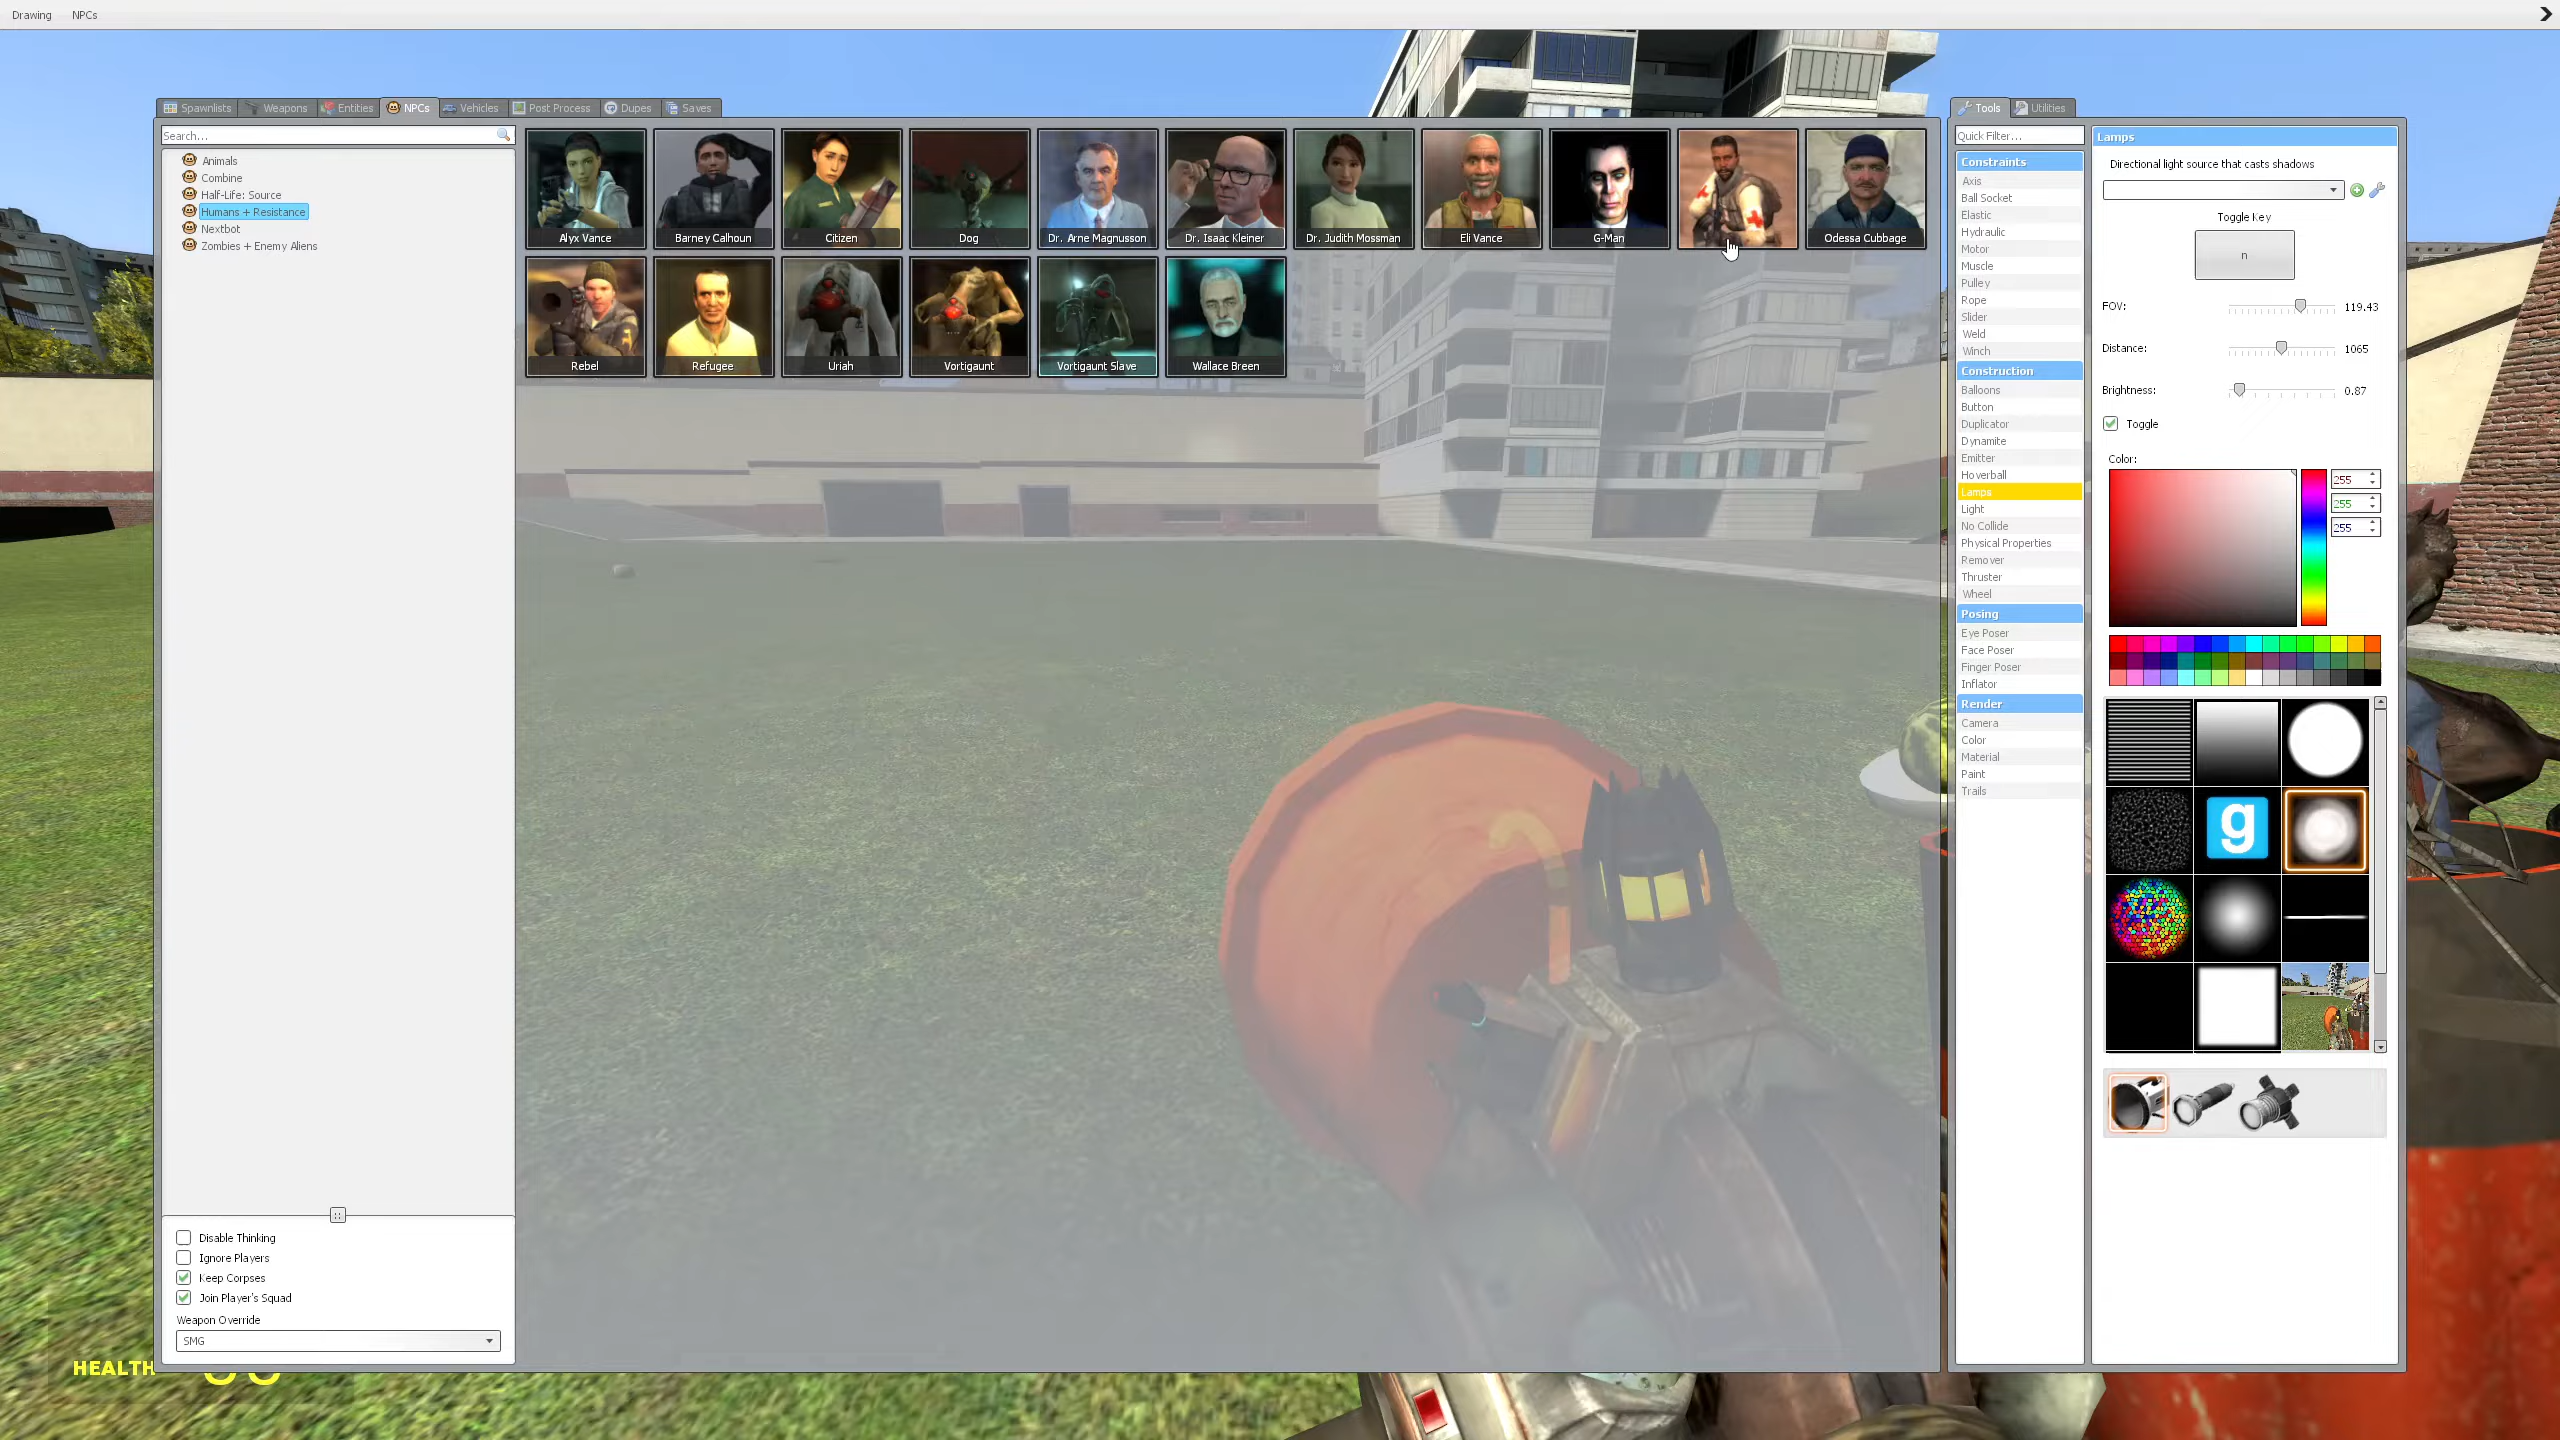 Drawing NPCs
Spawnlists Weapons Entities NPCs Vehicles Post Process Dupes Saves
Search...
Animals
Combine
Half-Life: Source
Humans + Resistance
Nextbot
Zombies + Enemy Aliens
Alyx Vance Barney Calhoun Citizen Dog Dr. Arne Magnusson Dr. Isaac Kleiner Dr. Judith Mossman Eli Vance G-Man Odessa Cubbage
Rebel Refugee Uriah Vortigaunt Vortigaunt Slave Wallace Breen
Disable Thinking
Ignore Players
Keep Corpses
Join Player's Squad
Weapon Override
SMG
HEALTH
Tools Utilities
Quick Filter...
Constraints
Axis
Ball Socket
Elastic
Hydraulic
Motor
Muscle
Pulley
Rope
Slider
Weld
Winch
Construction
Balloons
Button
Duplicator
Dynamite
Emitter
Hoverball
Lamps
Light
No Collide
Physical Properties
Remover
Thruster
Wheel
Posing
Eye Poser
Face Poser
Finger Poser
Inflator
Render
Camera
Color
Material
Paint
Trails
Lamps
Directional light source that casts shadows
Toggle Key
n
FOV: 119.43
Distance: 1065
Brightness: 0.87
Toggle
Color:
255
255
255
g